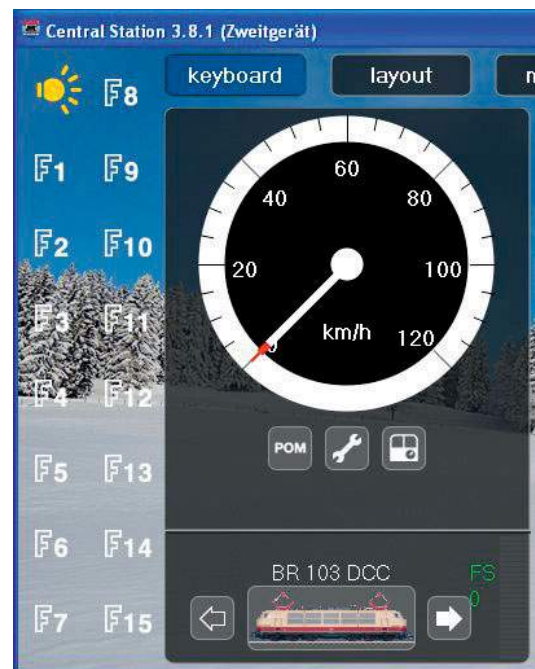 Central Station 3.8.1 (Zweitgerät)
keyboard layout
F8
F1 F9
F2 F10
F3 F11
F4 F12
F5 F13
F6 F14
F7 F15
60
40 80
20 100
km/h
0 120
POM
BR 103 DCC FS
0